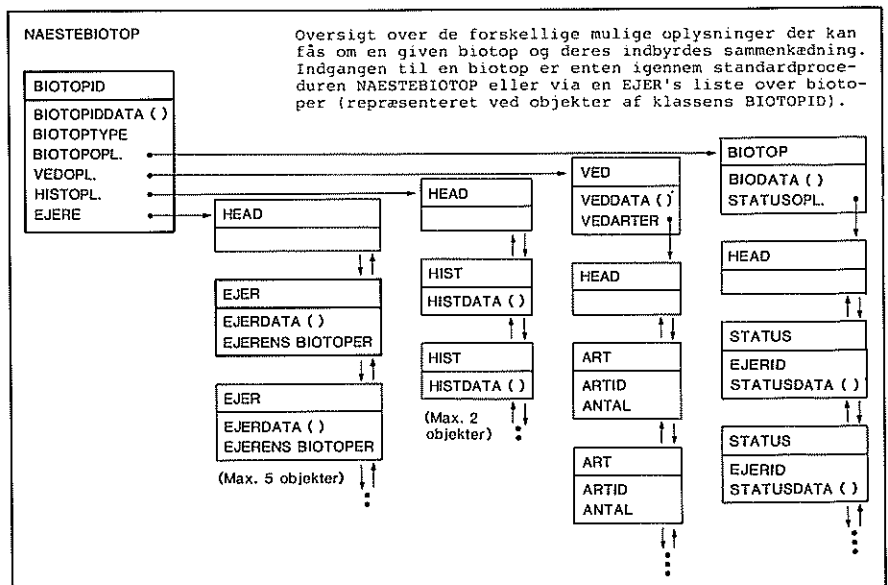 NAESTEBIOTOP
Oversigt over de forskellige mulige oplysninger der kan
fås om en given biotop og deres indbyrdes sammenkædning.
Indgangen til en biotop er enten igennem standardproce-
duren NAESTEBIOTOP eller via en EJER's liste over bioto-
per (repræsenteret ved objekter af klassens BIOTOPID).
BIOTOPID
BIOTOPIDDATA ( )
BIOTOPTYPE
BIOTOPOPL.
VEDOPL.
HISTOPL.
EJERE
HEAD
EJER
EJERDATA ( )
EJERENS BIOTOPER
EJER
EJERDATA ( )
EJERENS BIOTOPER
(Max. 5 objekter)
HEAD
HIST
HISTDATA ( )
HIST
HISTDATA ( )
(Max. 2
objekter)
VED
VEDDATA ( )
VEDARTER
HEAD
ART
ARTID
ANTAL
ART
ARTID
ANTAL
BIOTOP
BIODATA ( )
STATUSOPL.
HEAD
STATUS
EJERID
STATUSDATA ( )
STATUS
EJERID
STATUSDATA ( )